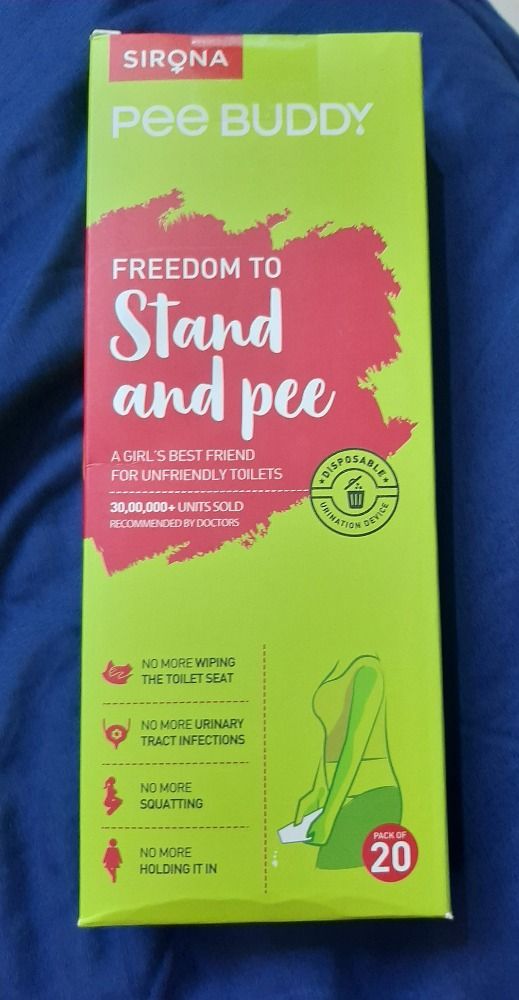 SIRONA
Pee BUDDY
FREEDOM TO
Stand
and pee
A GIRL'S BEST FRIEND
FOR UNFRIENDLY TOILETS
30,00,000+ UNITS SOLD
RECOMMENDED BY DOCTORS
DISPOSABLE
URINATION DEVICE
NO MORE WIPING
THE TOILET SEAT
NO MORE URINARY
TRACT INFECTIONS
NO MORE
SQUATTING
NO MORE
HOLDING IT IN
PACK OF
20